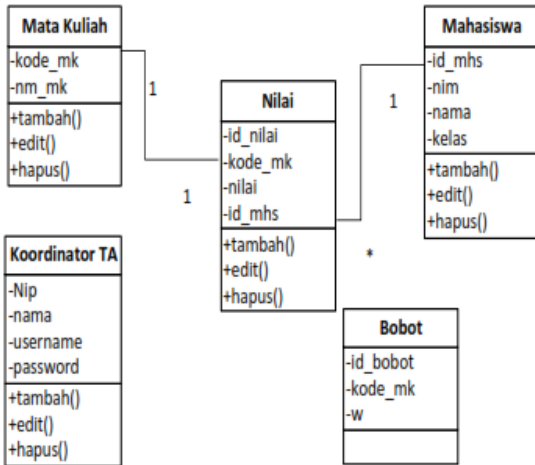 Mata Kuliah
-kode_mk
-nm_mk
+tambah()
+edit()
+hapus()
1
1
Nilai
-id_nilai
-kode_mk
-nilai
-id_mhs
+tambah()
+edit()
+hapus()
Mahasiswa
-id_mhs
-nim
-nama
-kelas
+tambah()
+edit()
+hapus()
1
*
Koordinator TA
-Nip
-nama
-username
-password
+tambah()
+edit()
+hapus()
Bobot
-id_bobot
-kode_mk
-w